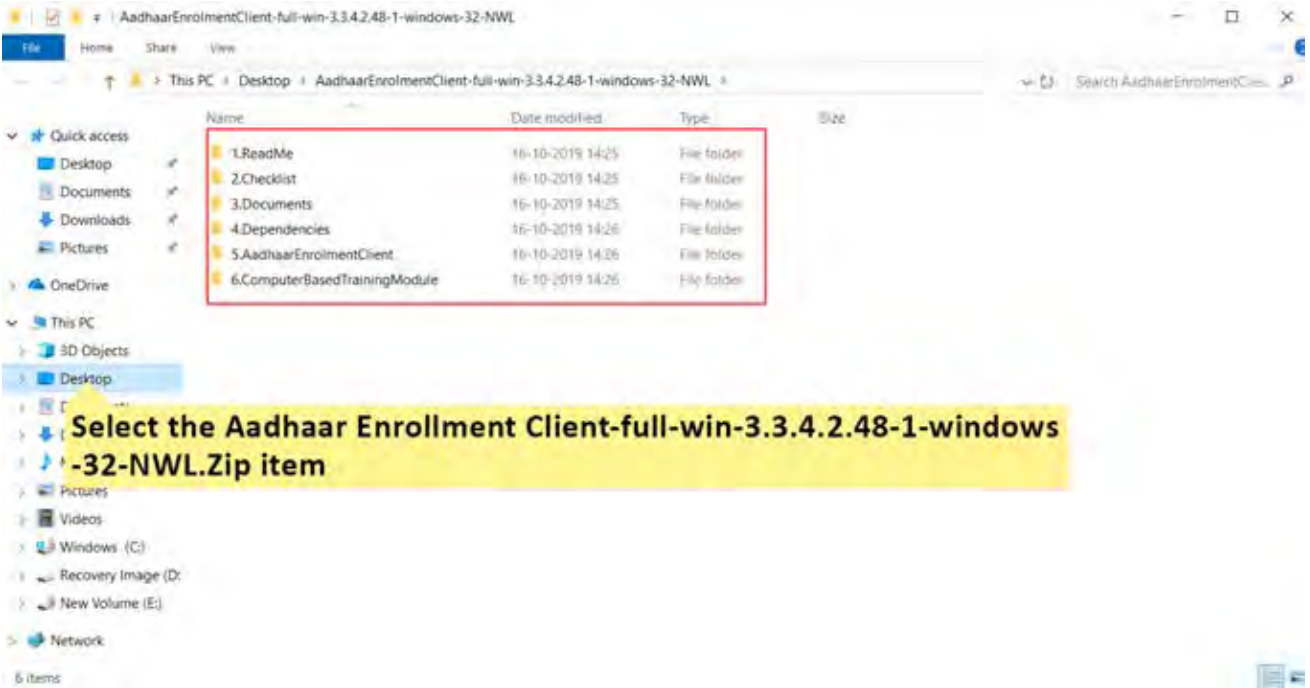 AadhaarEnrolmentClient-full-win-3.3.4.2.48-1-windows-32-NWL
File Home Share View
This PC Desktop AadhaarEnrolmentClient-full-win-3.3.4.2.48-1-windows-32-NWL
Search AadhaarEnrolmentClie...
Name Date modified Type Size
Quick access
Desktop
Documents
Downloads
Pictures
OneDrive
This PC
3D Objects
Desktop
Pictures
Videos
Windows (C:)
Recovery Image (D:
New Volume (E:)
Network
1.ReadMe 16-10-2019 14:25 File folder
2.Checklist 16-10-2019 14:25 File folder
3.Documents 16-10-2019 14:25 File folder
4.Dependencies 16-10-2019 14:26 File folder
5.AadhaarEnrolmentClient 16-10-2019 14:26 File folder
6.ComputerBasedTrainingModule 16-10-2019 14:26 File folder
Select the Aadhaar Enrollment Client-full-win-3.3.4.2.48-1-windows
-32-NWL.Zip item
6 items